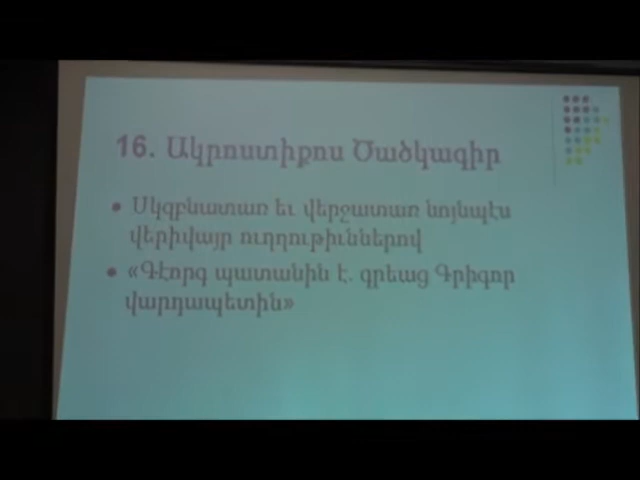 16. Ակրոստիքոս Ծածկագիր
• Սկզբնատառ եւ վերջատառ նոյնպէս
վերիվայր ուղղութիւններով
• «Գէորգ պատանին է. գրեաց Գրիգոր
վարդապետին»